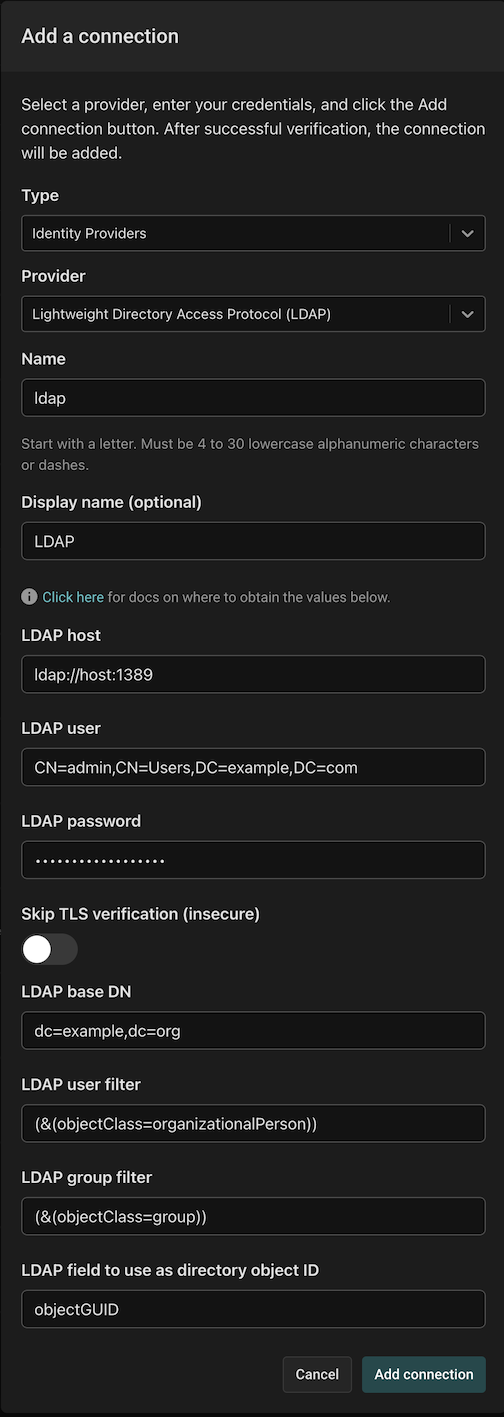 Add a connection
Select a provider, enter your credentials, and click the Add
connection button. After successful verification, the connection
will be added.
Type
Identity Providers
Provider
Lightweight Directory Access Protocol (LDAP)
Name
ldap
Start with a letter. Must be 4 to 30 lowercase alphanumeric characters
or dashes.
Display name (optional)
LDAP
Click here for docs on where to obtain the values below.
LDAP host
ldap://host:1389
LDAP user
CN=admin,CN=Users,DC=example,DC=com
LDAP password
••••••••••••••••••
Skip TLS verification (insecure)
LDAP base DN
dc=example,dc=org
LDAP user filter
(&(objectClass=organizationalPerson))
LDAP group filter
(&(objectClass=group))
LDAP field to use as directory object ID
objectGUID
Cancel
Add connection